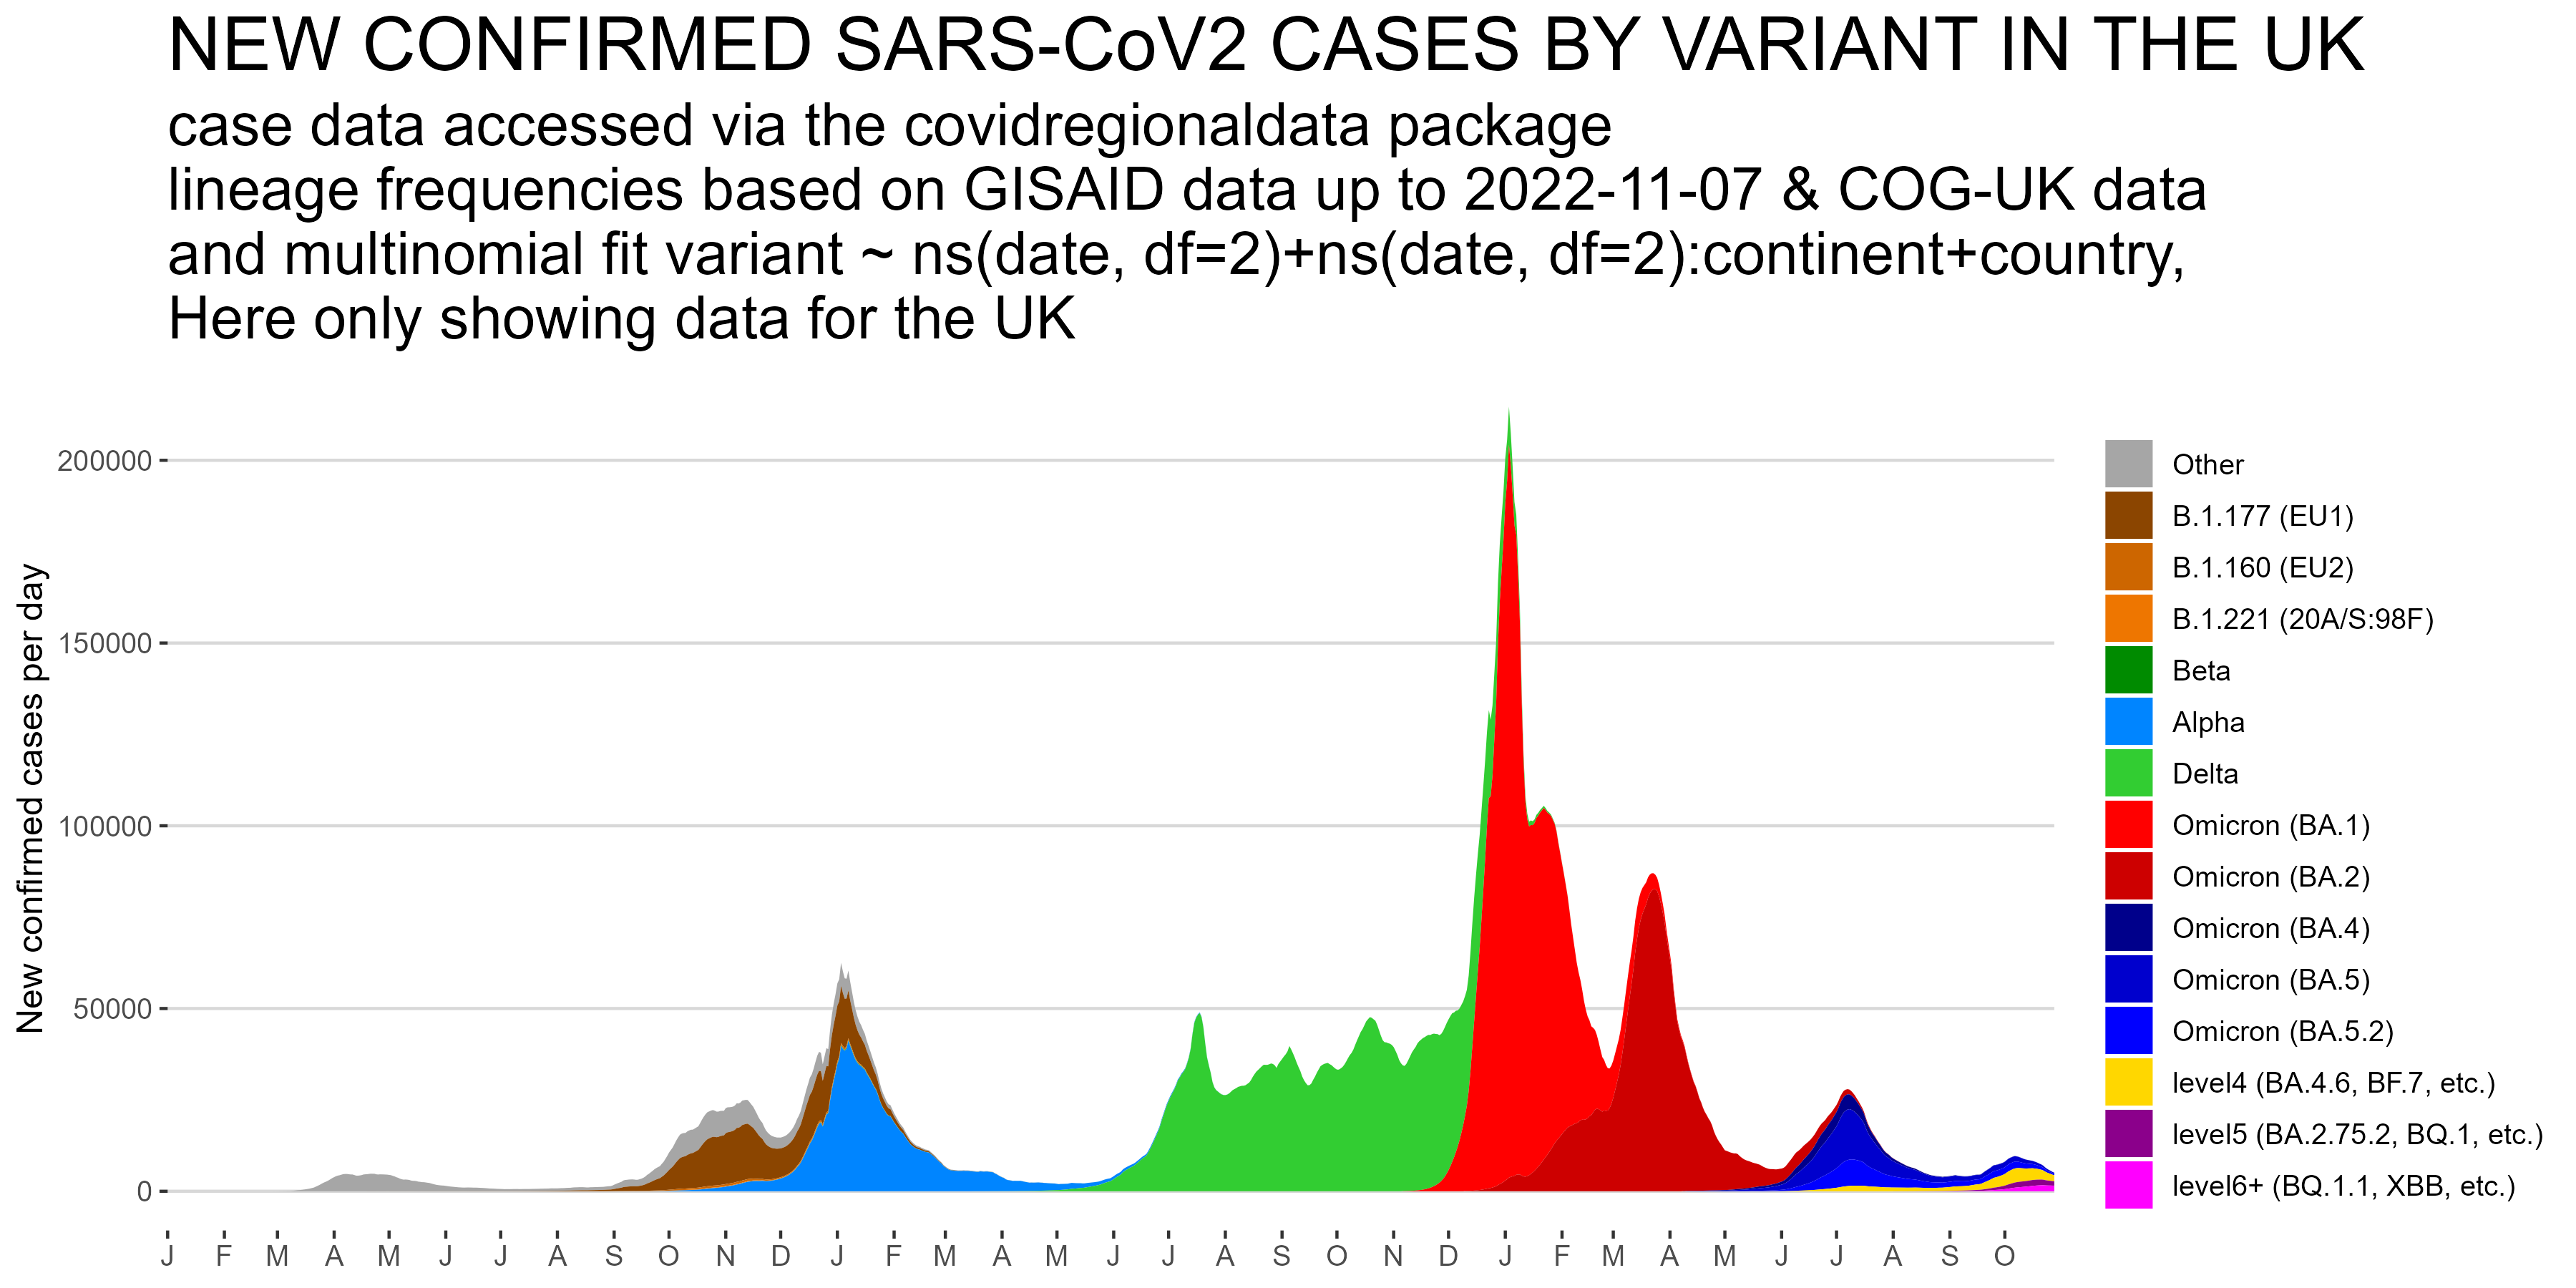 NEW CONFIRMED SARS-CoV2 CASES BY VARIANT IN THE UK
case data accessed via the covidregionaldata package
lineage frequencies based on GISAID data up to 2022-11-07 & COG-UK data
and multinomial fit variant ~ ns(date, df=2)+ns(date, df=2):continent+country,
Here only showing data for the UK
New confirmed cases per day
200000
150000
100000
50000
0
J F M A M J J A S O N D J F M A M J J A S O N D J F M A M J J A S O
Other
B.1.177 (EU1)
B.1.160 (EU2)
B.1.221 (20A/S:98F)
Beta
Alpha
Delta
Omicron (BA.1)
Omicron (BA.2)
Omicron (BA.4)
Omicron (BA.5)
Omicron (BA.5.2)
level4 (BA.4.6, BF.7, etc.)
level5 (BA.2.75.2, BQ.1, etc.)
level6+ (BQ.1.1, XBB, etc.)